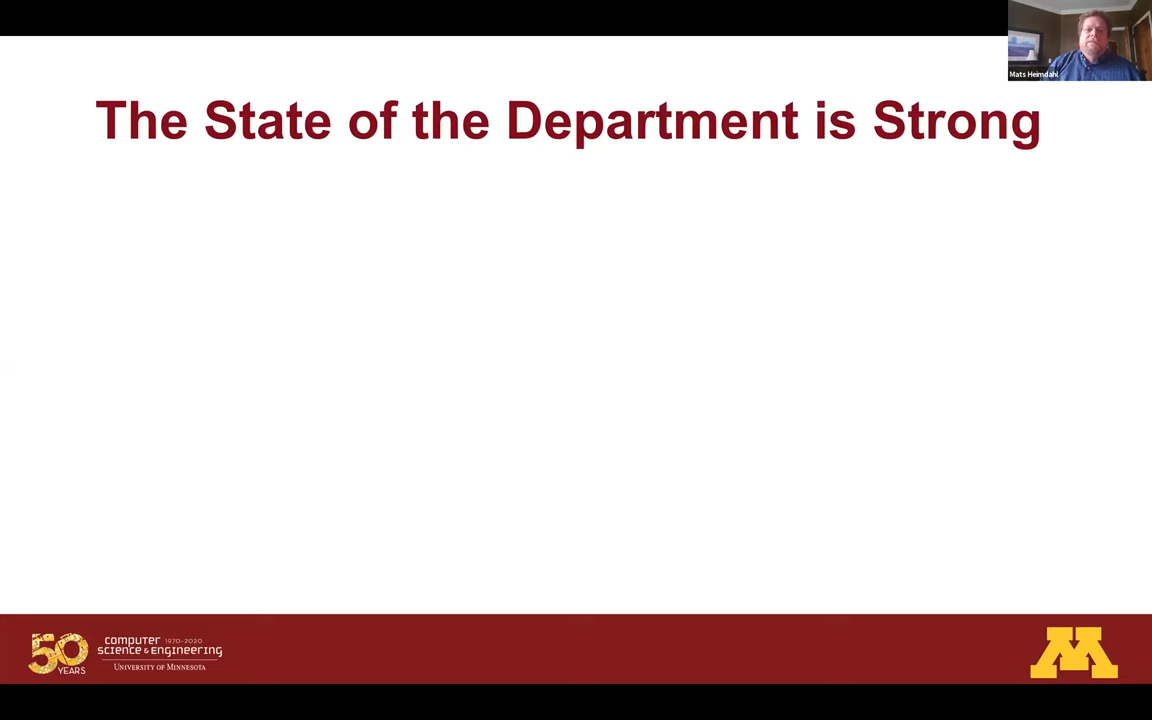 Mats Heimdahl
The State of the Department is Strong
50
YEARS
computer 1970-2020
science & engineering
UNIVERSITY OF MINNESOTA
M